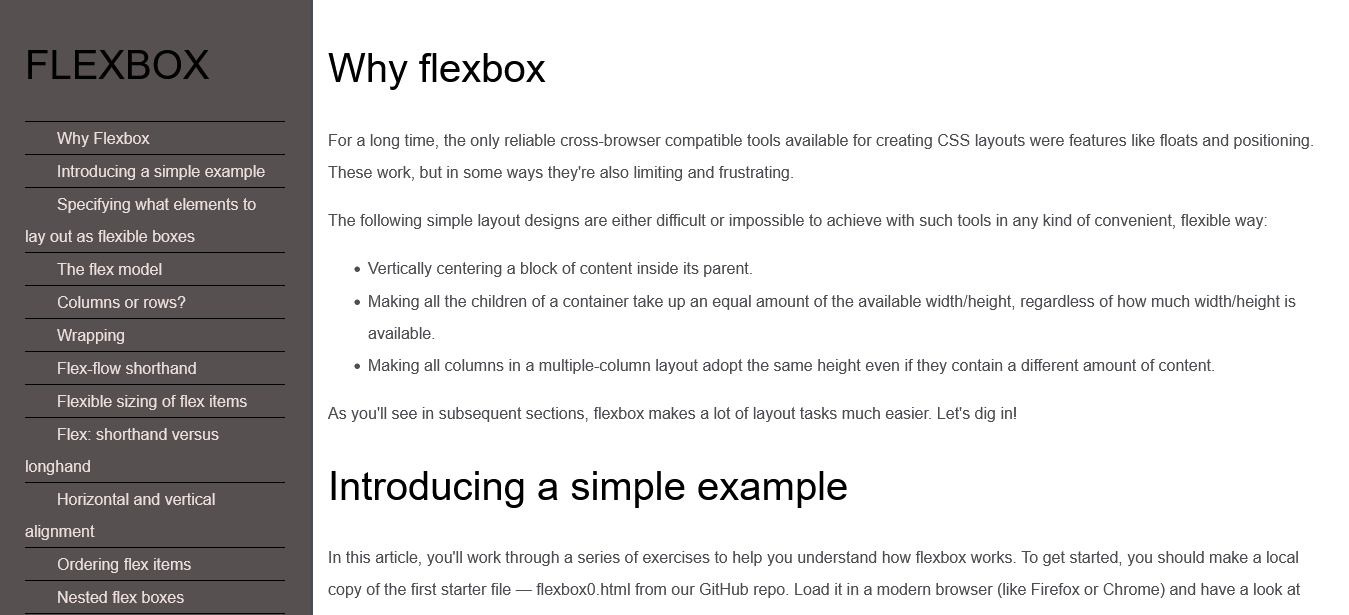 FLEXBOX
Why Flexbox
Introducing a simple example
Specifying what elements to
lay out as flexible boxes
The flex model
Columns or rows?
Wrapping
Flex-flow shorthand
Flexible sizing of flex items
Flex: shorthand versus
longhand
Horizontal and vertical
alignment
Ordering flex items
Nested flex boxes
Why flexbox
For a long time, the only reliable cross-browser compatible tools available for creating CSS layouts were features like floats and positioning.
These work, but in some ways they're also limiting and frustrating.
The following simple layout designs are either difficult or impossible to achieve with such tools in any kind of convenient, flexible way:
• Vertically centering a block of content inside its parent.
• Making all the children of a container take up an equal amount of the available width/height, regardless of how much width/height is
available.
• Making all columns in a multiple-column layout adopt the same height even if they contain a different amount of content.
As you'll see in subsequent sections, flexbox makes a lot of layout tasks much easier. Let's dig in!
Introducing a simple example
In this article, you'll work through a series of exercises to help you understand how flexbox works. To get started, you should make a local
copy of the first starter file — flexbox0.html from our GitHub repo. Load it in a modern browser (like Firefox or Chrome) and have a look at